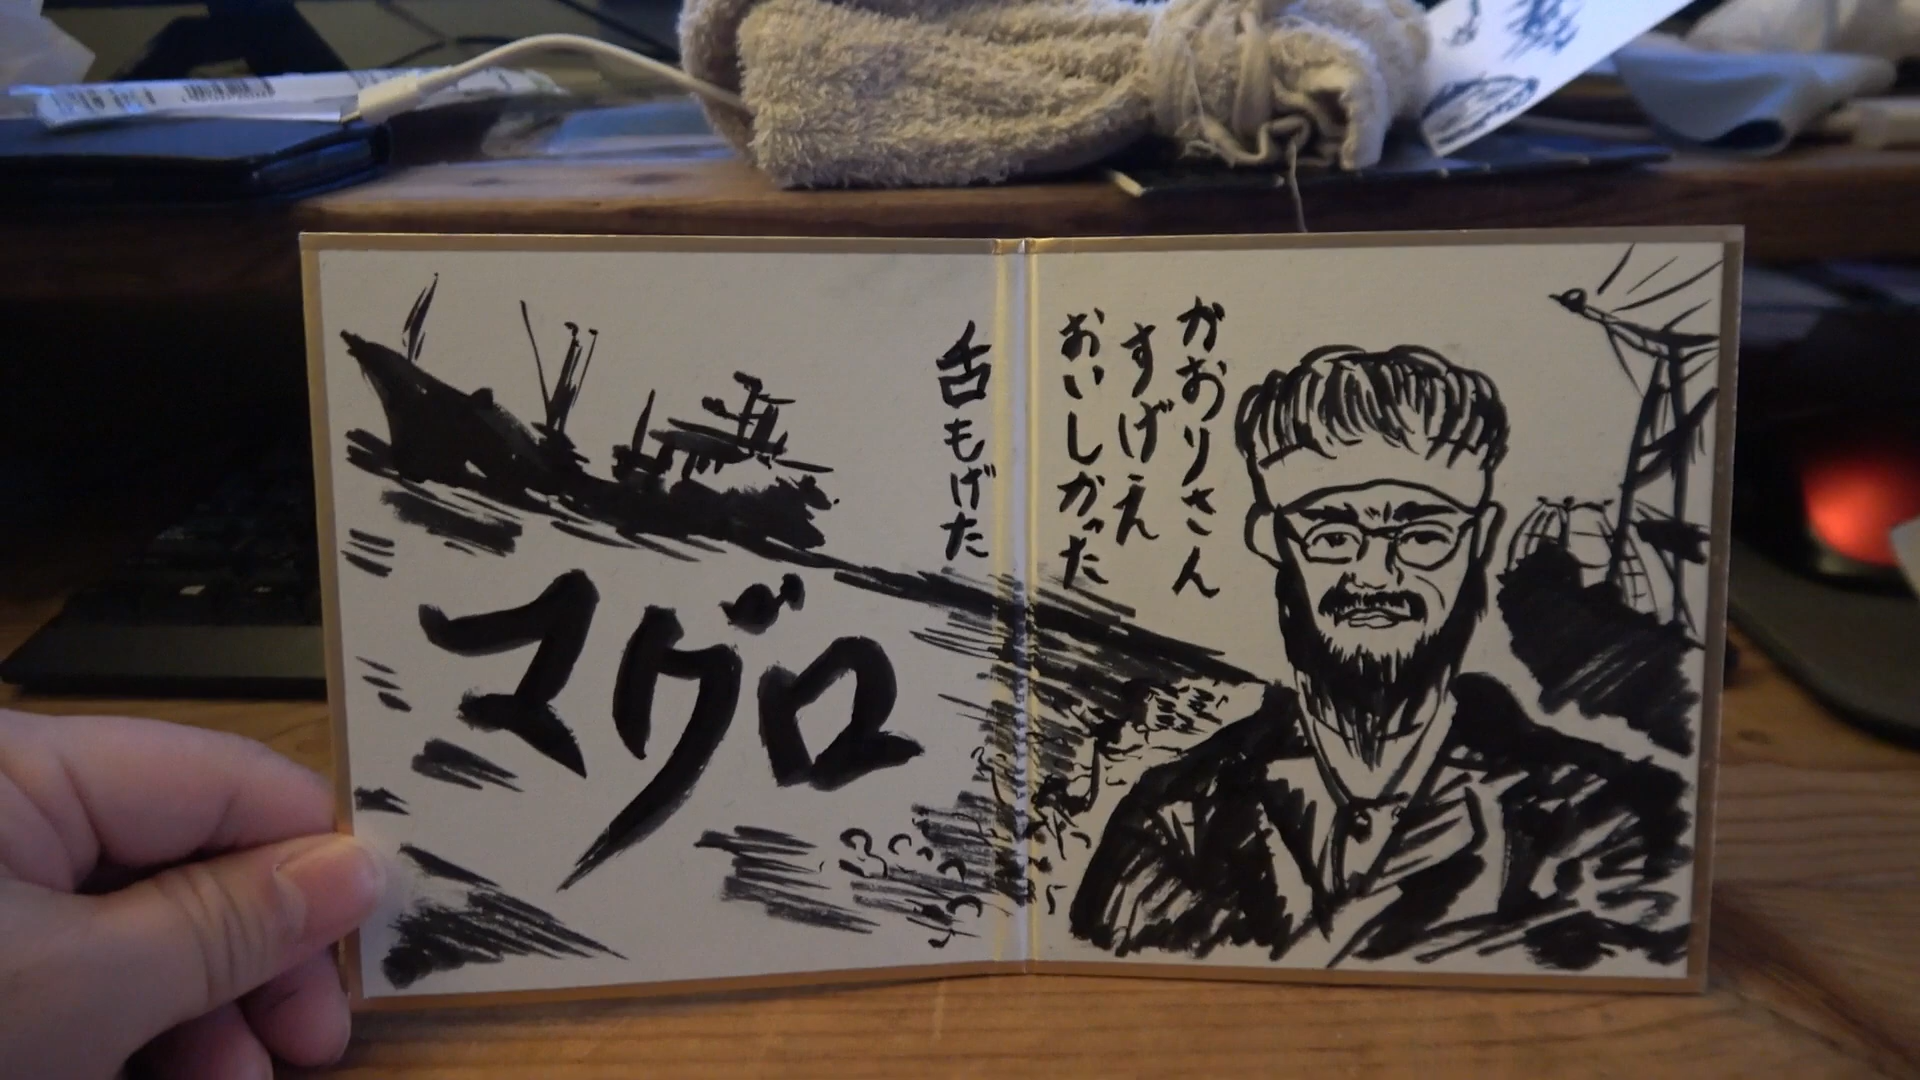 かおりさん
すげえ
おいしかった
舌もげた
マグロ